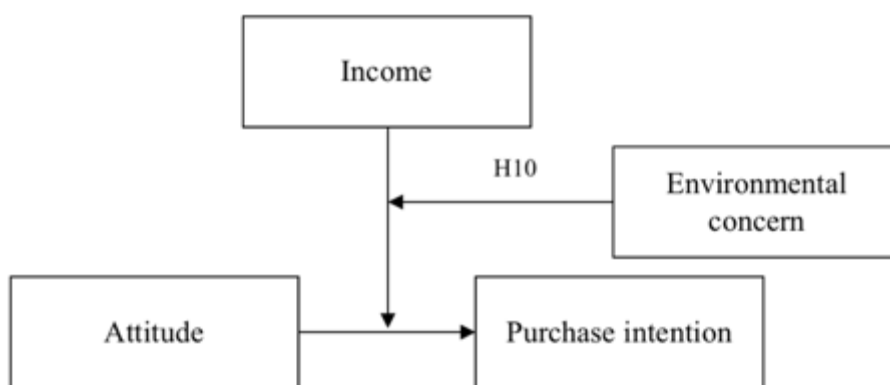 Income
H10
Environmental
concern
Attitude
Purchase intention